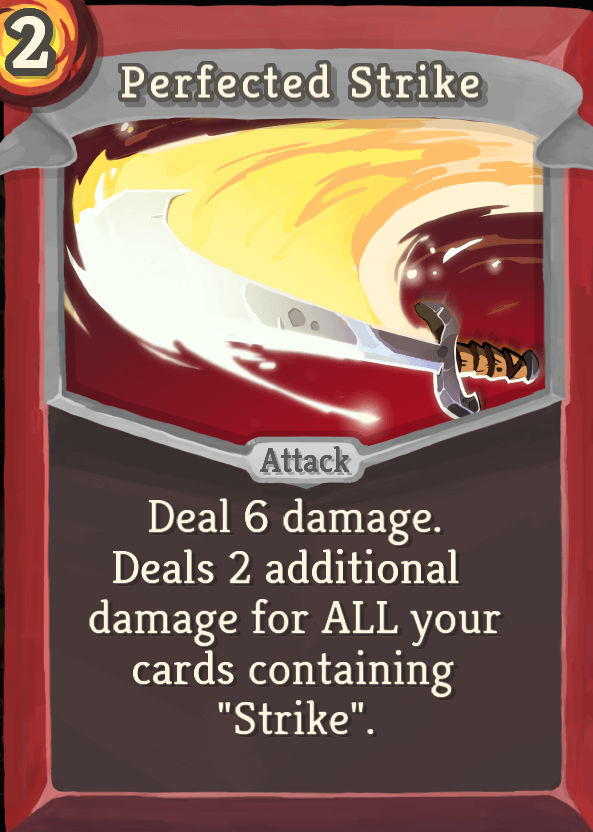 2
Perfected Strike
Attack
Deal 6 damage.
Deals 2 additional
damage for ALL your
cards containing
"Strike".